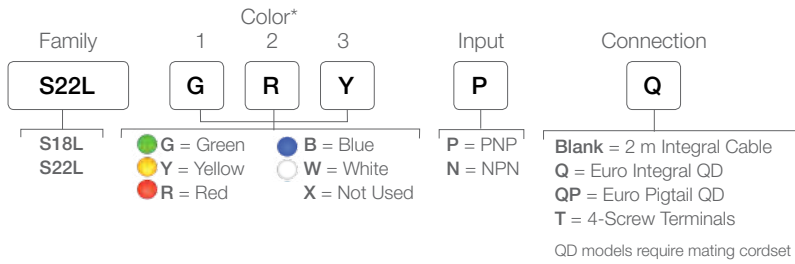 Color*
Family 1 2 3 Input Connection
S22L G R Y P Q
S18L
S22L
G = Green
Y = Yellow
R = Red
B = Blue
W = White
X = Not Used
P = PNP
N = NPN
Blank = 2 m Integral Cable
Q = Euro Integral QD
QP = Euro Pigtail QD
T = 4-Screw Terminals
QD models require mating cordset